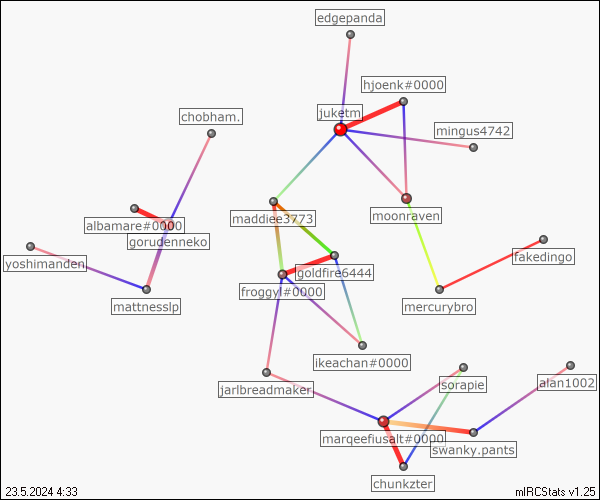 edgepanda
hjoenk#0000
juketm
chobham.
mingus4742
maddiee3773
moonraven
albamare#0000
gorudenneko
fakedingo
yoshimanden
goldfire6444
froggyl#0000
mattnesslp
mercurybro
ikeachan#0000
jarlbreadmaker
sorapie
alan1002
marqeefiusalt#0000
swanky.pants
chunkzter
23.5.2024 4:33
mIRCStats v1.25